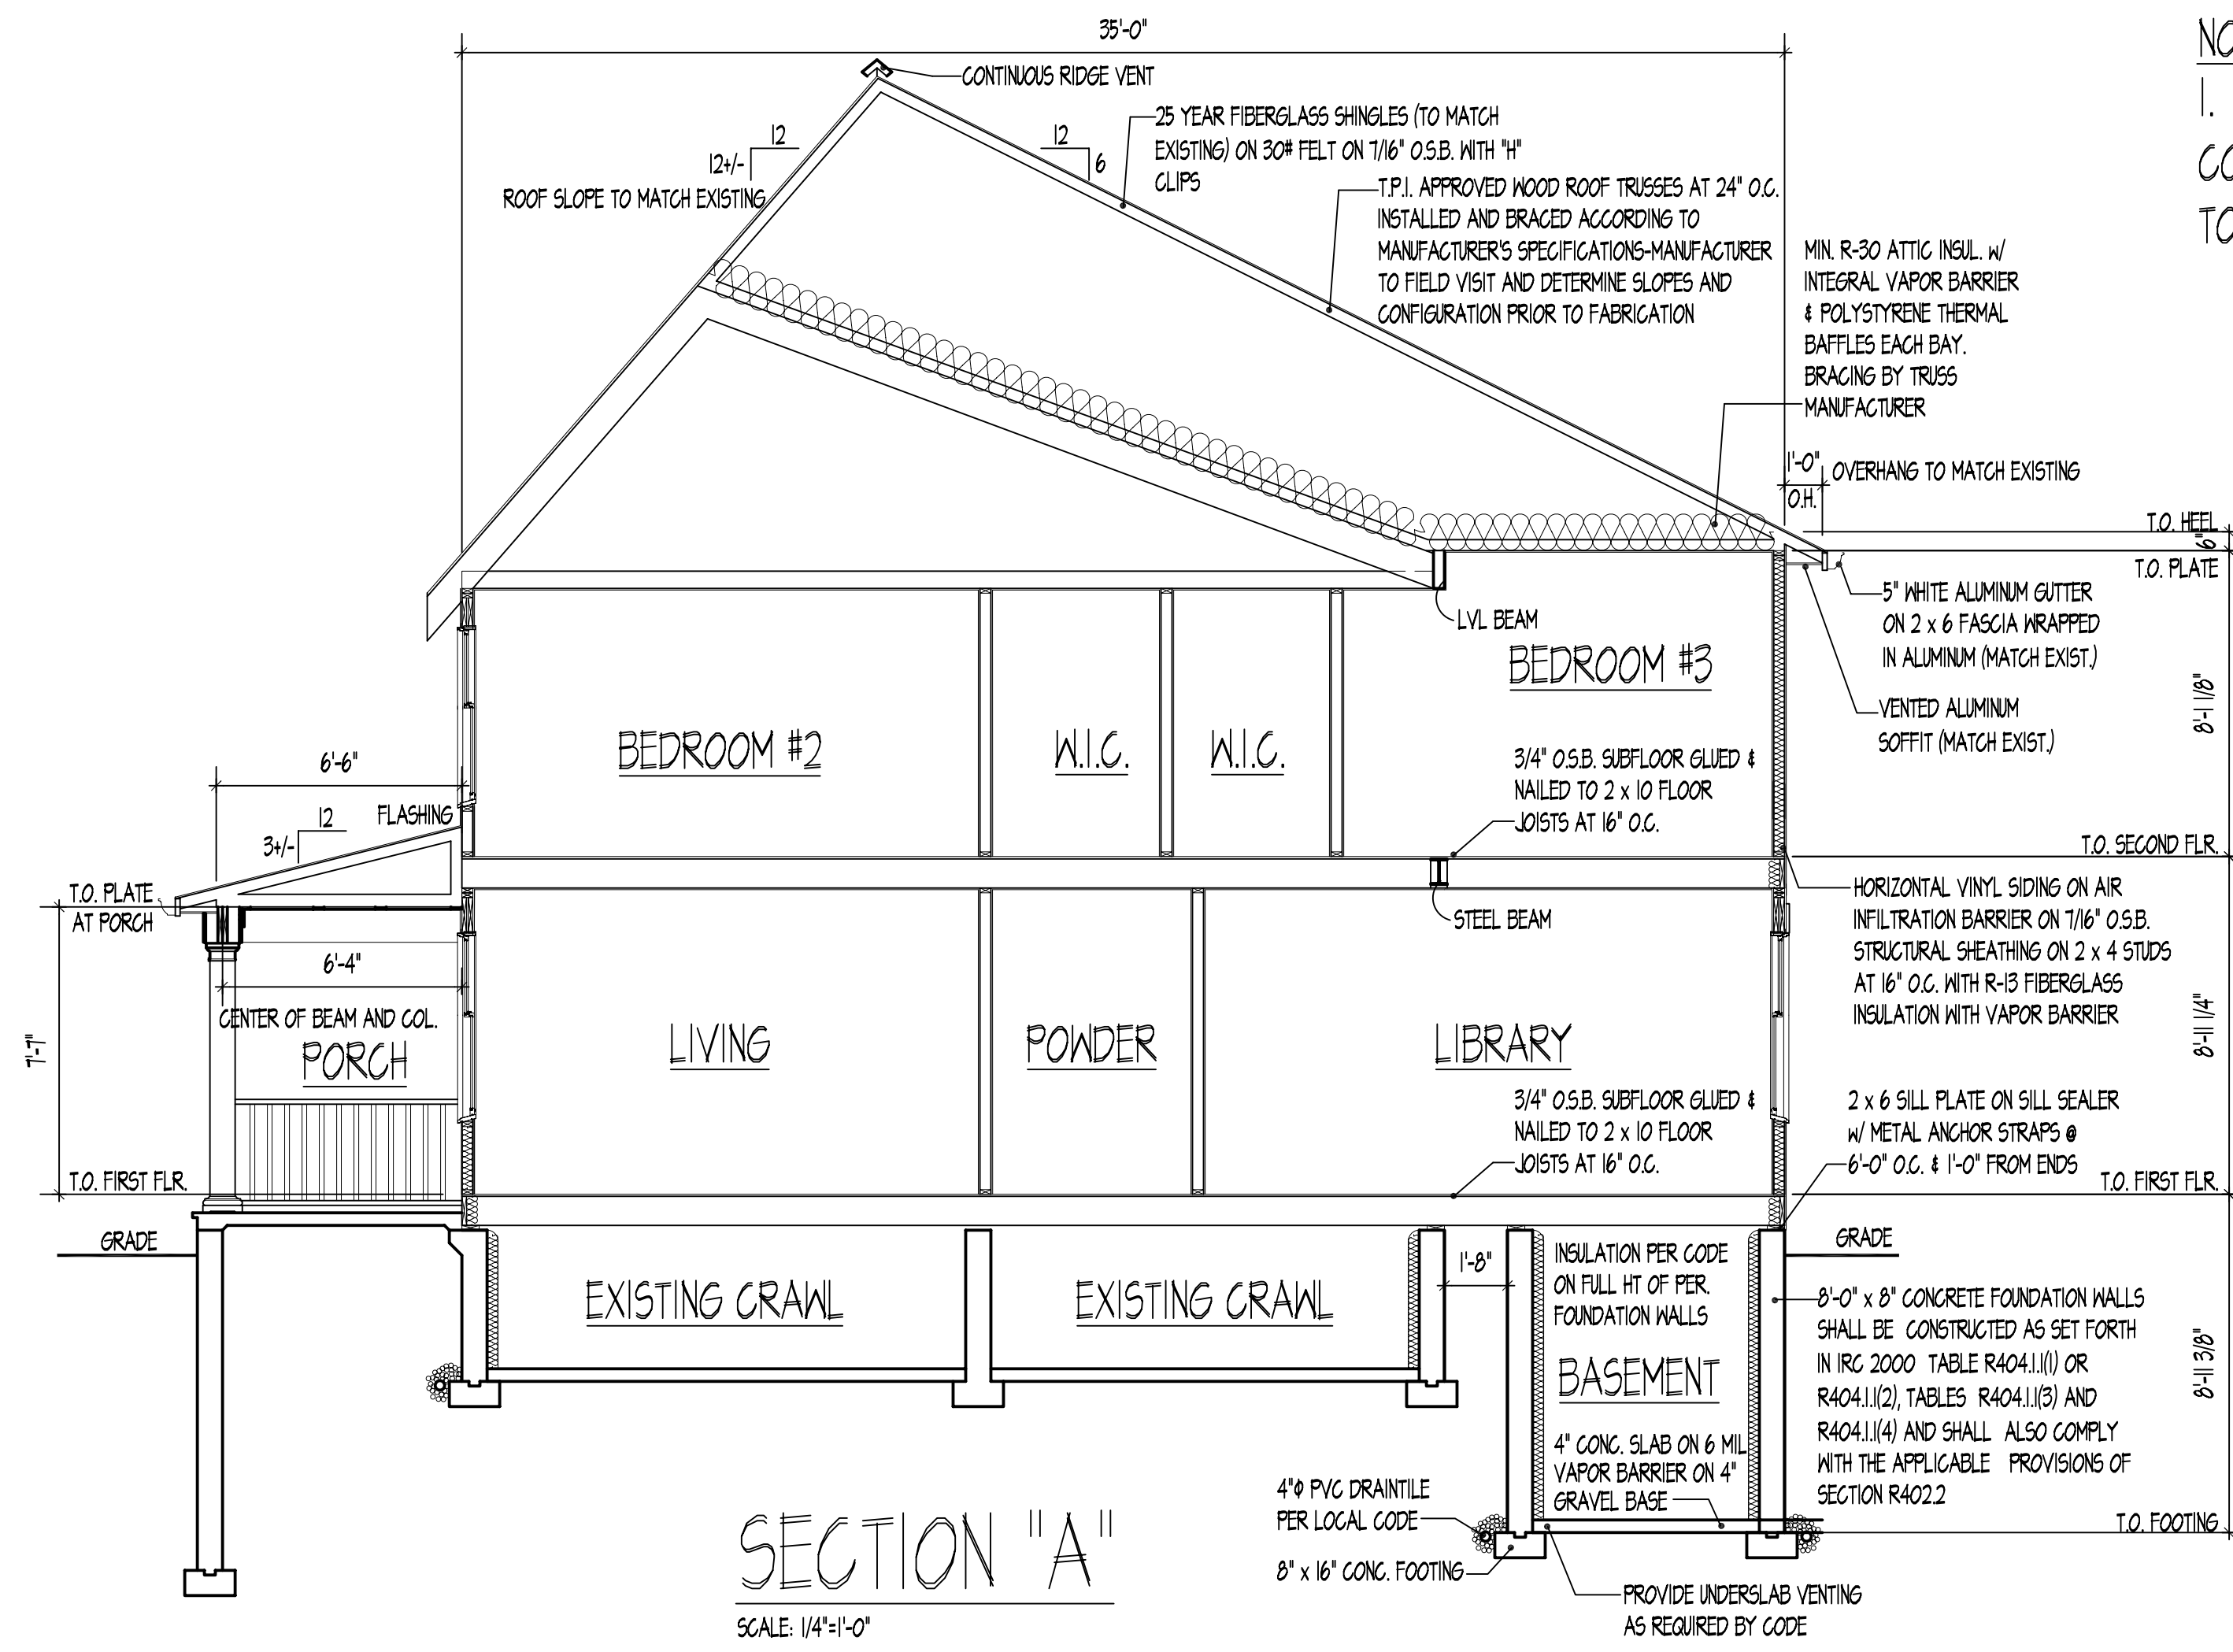 35'-0"
CONTINUOUS RIDGE VENT
25 YEAR FIBERGLASS SHINGLES (TO MATCH
EXISTING) ON 30# FELT ON 7/16" O.S.B. WITH "H"
CLIPS
12
12+/-
ROOF SLOPE TO MATCH EXISTING
12
6
T.P.I. APPROVED WOOD ROOF TRUSSES AT 24" O.C.
INSTALLED AND BRACED ACCORDING TO
MANUFACTURER'S SPECIFICATIONS-MANUFACTURER
TO FIELD VISIT AND DETERMINE SLOPES AND
CONFIGURATION PRIOR TO FABRICATION
NO
1.
CO
TO
MIN. R-30 ATTIC INSUL. W/
INTEGRAL VAPOR BARRIER
& POLYSTYRENE THERMAL
BAFFLES EACH BAY.
BRACING BY TRUSS
MANUFACTURER
1'-0"
O.H.
OVERHANG TO MATCH EXISTING
T.O. HEEL
6"
T.O. PLATE
5" WHITE ALUMINUM GUTTER
ON 2 x 6 FASCIA WRAPPED
IN ALUMINUM (MATCH EXIST.)
VENTED ALUMINUM
SOFFIT (MATCH EXIST.)
8'-1 1/8"
LVL BEAM
BEDROOM #3
BEDROOM #2
W.I.C.
W.I.C.
3/4" O.S.B. SUBFLOOR GLUED &
NAILED TO 2 x 10 FLOOR
JOISTS AT 16" O.C.
6'-6"
12
3+/-
FLASHING
T.O. PLATE
AT PORCH
T.O. SECOND FLR.
STEEL BEAM
HORIZONTAL VINYL SIDING ON AIR
INFILTRATION BARRIER ON 7/16" O.S.B.
STRUCTURAL SHEATHING ON 2 x 4 STUDS
AT 16" O.C. WITH R-13 FIBERGLASS
INSULATION WITH VAPOR BARRIER
8'-11 1/4"
6'-4"
CENTER OF BEAM AND COL.
PORCH
7'-7"
LIVING
POWDER
LIBRARY
3/4" O.S.B. SUBFLOOR GLUED &
NAILED TO 2 x 10 FLOOR
JOISTS AT 16" O.C.
2 x 6 SILL PLATE ON SILL SEALER
W/ METAL ANCHOR STRAPS @
6'-0" O.C. & 1'-0" FROM ENDS
T.O. FIRST FLR.
T.O. FIRST FLR.
GRADE
GRADE
EXISTING CRAWL
EXISTING CRAWL
1'-8"
INSULATION PER CODE
ON FULL HT OF PER.
FOUNDATION WALLS
BASEMENT
4" CONC. SLAB ON 6 MIL
VAPOR BARRIER ON 4"
GRAVEL BASE
8'-0" x 8" CONCRETE FOUNDATION WALLS
SHALL BE CONSTRUCTED AS SET FORTH
IN IRC 2000 TABLE R404.1.1(1) OR
R404.1.1(2), TABLES R404.1.1(3) AND
R404.1.1(4) AND SHALL ALSO COMPLY
WITH THE APPLICABLE PROVISIONS OF
SECTION R402.2
8'-11 3/8"
T.O. FOOTING
4"Φ PVC DRAINTILE
PER LOCAL CODE
8" x 16" CONC. FOOTING
PROVIDE UNDERSLAB VENTING
AS REQUIRED BY CODE
SECTION "A"
SCALE: 1/4"=1'-0"